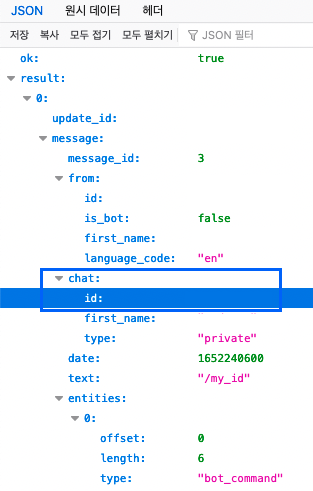 JSON 원시 데이터 헤더
저장 복사 모두 접기 모두 펼치기 JSON 필터
ok: true
result:
0:
update_id:
message:
message_id: 3
from:
id:
is_bot: false
first_name:
language_code: "en"
chat:
id:
first_name:
type: "private"
date: 1652240600
text: "/my_id"
entities:
0:
offset: 0
length: 6
type: "bot_command"